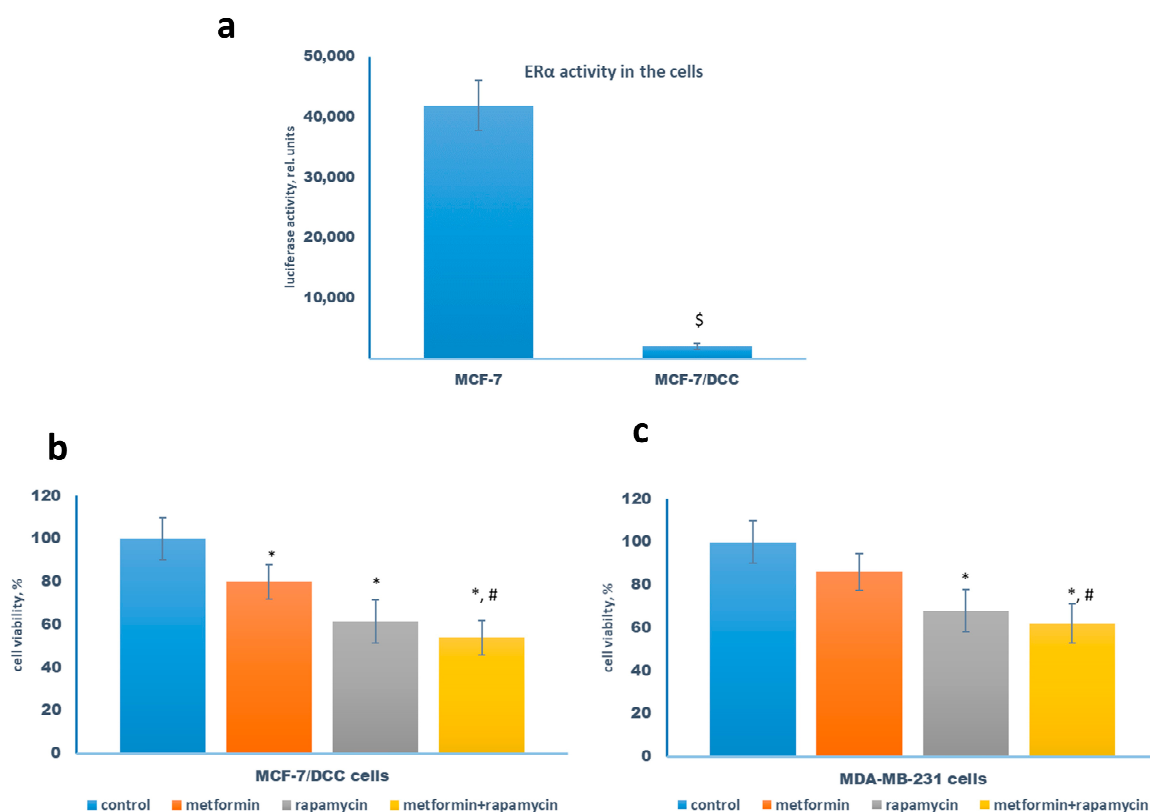 a
ERα activity in the cells
luciferase activity, rel. units
50,000
40,000
30,000
20,000
10,000
$
MCF-7 MCF-7/DCC
b
cell viability, %
120
100
80
60
40
20
0
*
*
*, #
MCF-7/DCC cells
control metformin rapamycin metformin+rapamycin
c
cell viability, %
120
100
80
60
40
20
0
*
*, #
MDA-MB-231 cells
control metformin rapamycin metformin+rapamycin